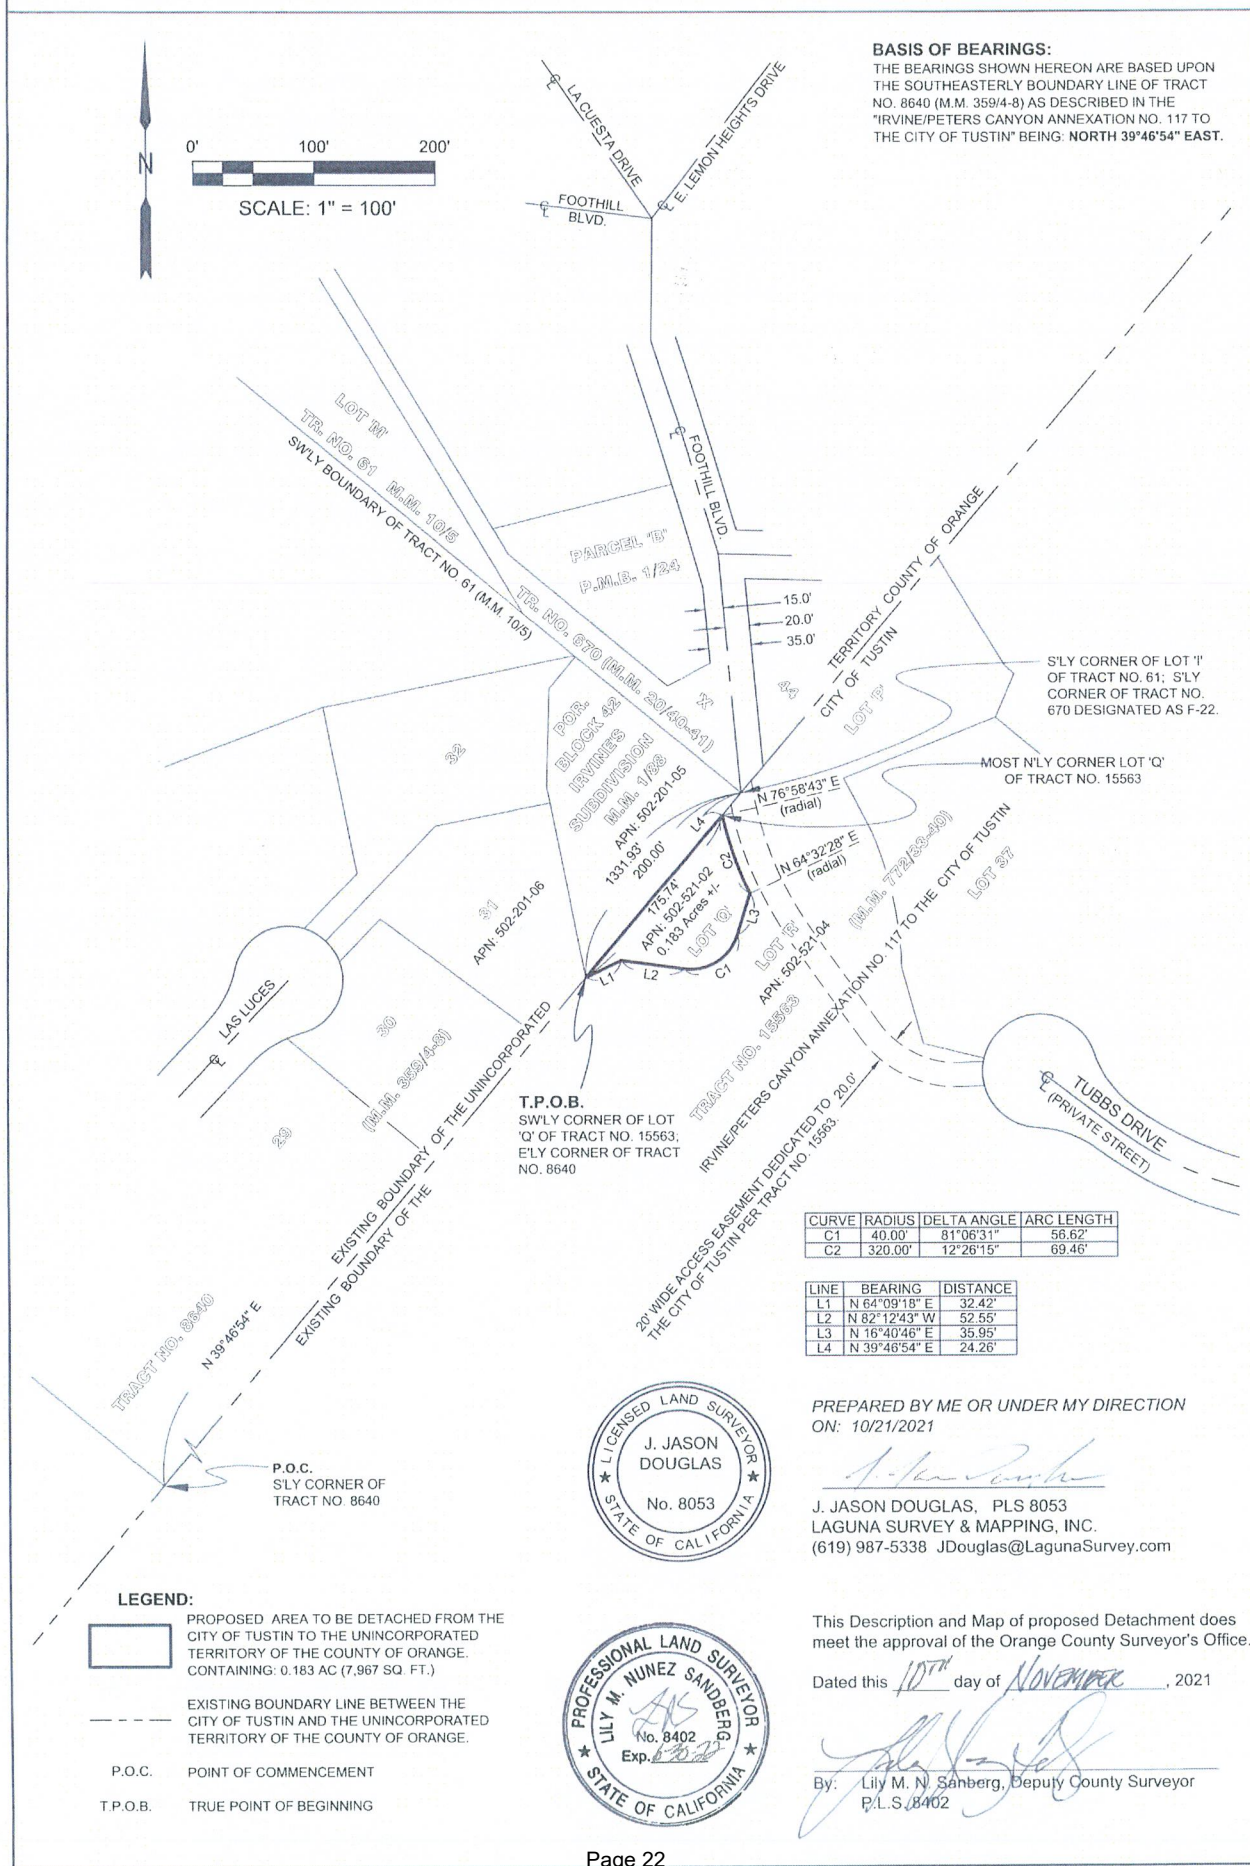 BASIS OF BEARINGS:
THE BEARINGS SHOWN HEREON ARE BASED UPON
THE SOUTHEASTERLY BOUNDARY LINE OF TRACT
NO. 8640 (M.M. 359/4-8) AS DESCRIBED IN THE
"IRVINE/PETERS CANYON ANNEXATION NO. 117 TO
THE CITY OF TUSTIN" BEING: NORTH 39°46'54" EAST.
N
0' 100' 200'
SCALE: 1" = 100'
LA CUESTA DRIVE
E. LEMON HEIGHTS DRIVE
FOOTHILL
BLVD.
LOT 'M'
TR. NO. 61 M.M. 10/5
SW'LY BOUNDARY OF TRACT NO. 61 (M.M. 10/5)
FOOTHILL BLVD.
PARCEL 'B'
P.M.B. 1/24
TR. NO. 670 (M.M. 20/40-41)
X
15.0'
20.0'
35.0'
44
TERRITORY COUNTY OF ORANGE
CITY OF TUSTIN
LOT 'P'
S'LY CORNER OF LOT 'I'
OF TRACT NO. 61; S'LY
CORNER OF TRACT NO.
670 DESIGNATED AS F-22.
MOST N'LY CORNER LOT 'Q'
OF TRACT NO. 15563
32
POR.
BLOCK 42
IRVINE'S
SUBDIVISION
M.M. 1/88
APN: 502-201-05
1331.93'
200.00'
L4
N 76°58'43" E
(radial)
N 64°32'28" E
(radial)
175.74'
APN: 502-521-02
0.183 Acres +/-
LOT 'Q'
C2
L3
C1
L2
L1
31
APN: 502-201-06
LOT 'R'
APN: 502-521-04
(M.M. 772/33-40)
LOT 37
TRACT NO. 15563
IRVINE/PETERS CANYON ANNEXATION NO. 117 TO THE CITY OF TUSTIN
LAS LUCES
30
(M.M. 359/4-8)
29
T.P.O.B.
SW'LY CORNER OF LOT
'Q' OF TRACT NO. 15563;
E'LY CORNER OF TRACT
NO. 8640
20.0'
TUBBS DRIVE
(PRIVATE STREET)
EXISTING BOUNDARY OF THE UNINCORPORATED
EXISTING BOUNDARY OF THE
20' WIDE ACCESS EASEMENT DEDICATED TO
THE CITY OF TUSTIN PER TRACT NO. 15563.
CURVE RADIUS DELTA ANGLE ARC LENGTH
C1 40.00' 81°06'31" 56.62'
C2 320.00' 12°26'15" 69.46'
LINE BEARING DISTANCE
L1 N 64°09'18" E 32.42'
L2 N 82°12'43" W 52.55'
L3 N 16°40'46" E 35.95'
L4 N 39°46'54" E 24.26'
TRACT NO. 8640
N 39°46'54" E
P.O.C.
S'LY CORNER OF
TRACT NO. 8640
LICENSED LAND SURVEYOR
J. JASON
DOUGLAS
No. 8053
STATE OF CALIFORNIA
PREPARED BY ME OR UNDER MY DIRECTION
ON: 10/21/2021
J. JASON DOUGLAS, PLS 8053
LAGUNA SURVEY & MAPPING, INC.
(619) 987-5338 JDouglas@LagunaSurvey.com
LEGEND:
PROPOSED AREA TO BE DETACHED FROM THE
CITY OF TUSTIN TO THE UNINCORPORATED
TERRITORY OF THE COUNTY OF ORANGE.
CONTAINING: 0.183 AC (7,967 SQ. FT.)
EXISTING BOUNDARY LINE BETWEEN THE
CITY OF TUSTIN AND THE UNINCORPORATED
TERRITORY OF THE COUNTY OF ORANGE.
P.O.C. POINT OF COMMENCEMENT
T.P.O.B. TRUE POINT OF BEGINNING
PROFESSIONAL LAND SURVEYOR
LILY M. NUNEZ SANDBERG
No. 8402
Exp. 6-30-22
STATE OF CALIFORNIA
This Description and Map of proposed Detachment does
meet the approval of the Orange County Surveyor's Office.
Dated this 10TH day of NOVEMBER, 2021
By: Lily M. N. Sanberg, Deputy County Surveyor
P.L.S. 8402
Page 22